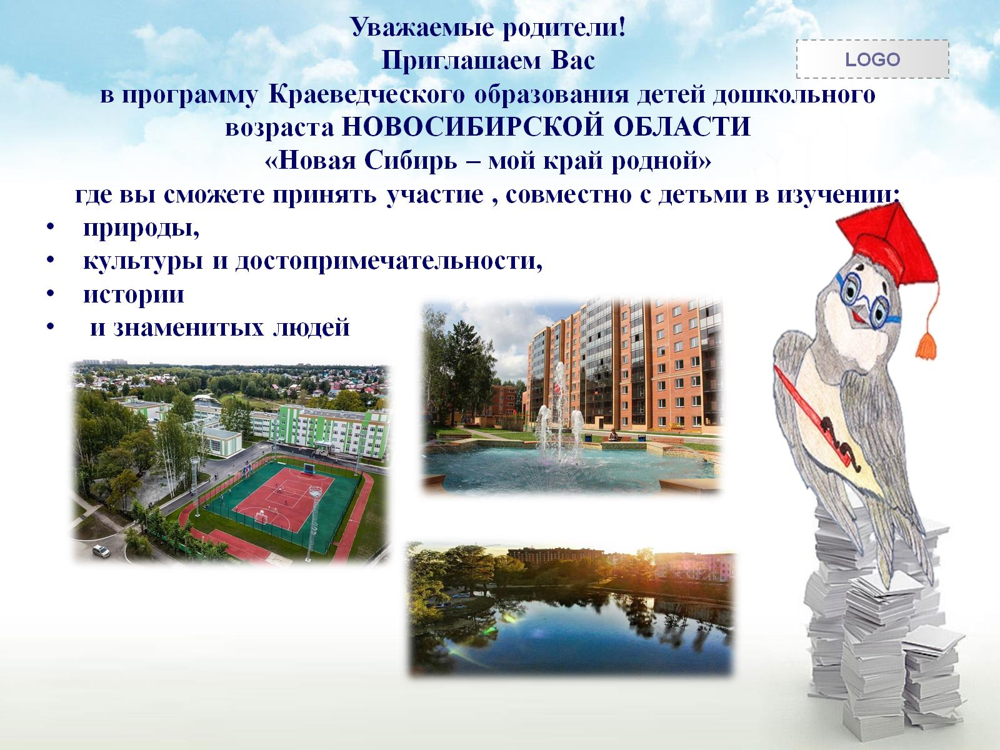 Уважаемые родители!
Приглашаем Вас
LOGO
в программу Краеведческого образования детей дошкольного
возраста НОВОСИБИРСКОЙ ОБЛАСТИ
«Новая Сибирь – мой край родной»
где вы сможете принять участие , совместно с детьми в изучении:
• природы,
• культуры и достопримечательности,
• истории
• и знаменитых людей